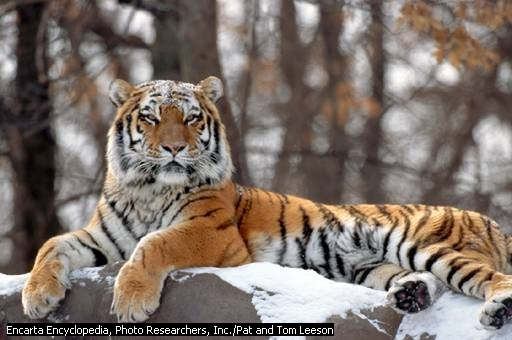 Encarta Encyclopedia, Photo Researchers, Inc./Pat and Tom Leeson